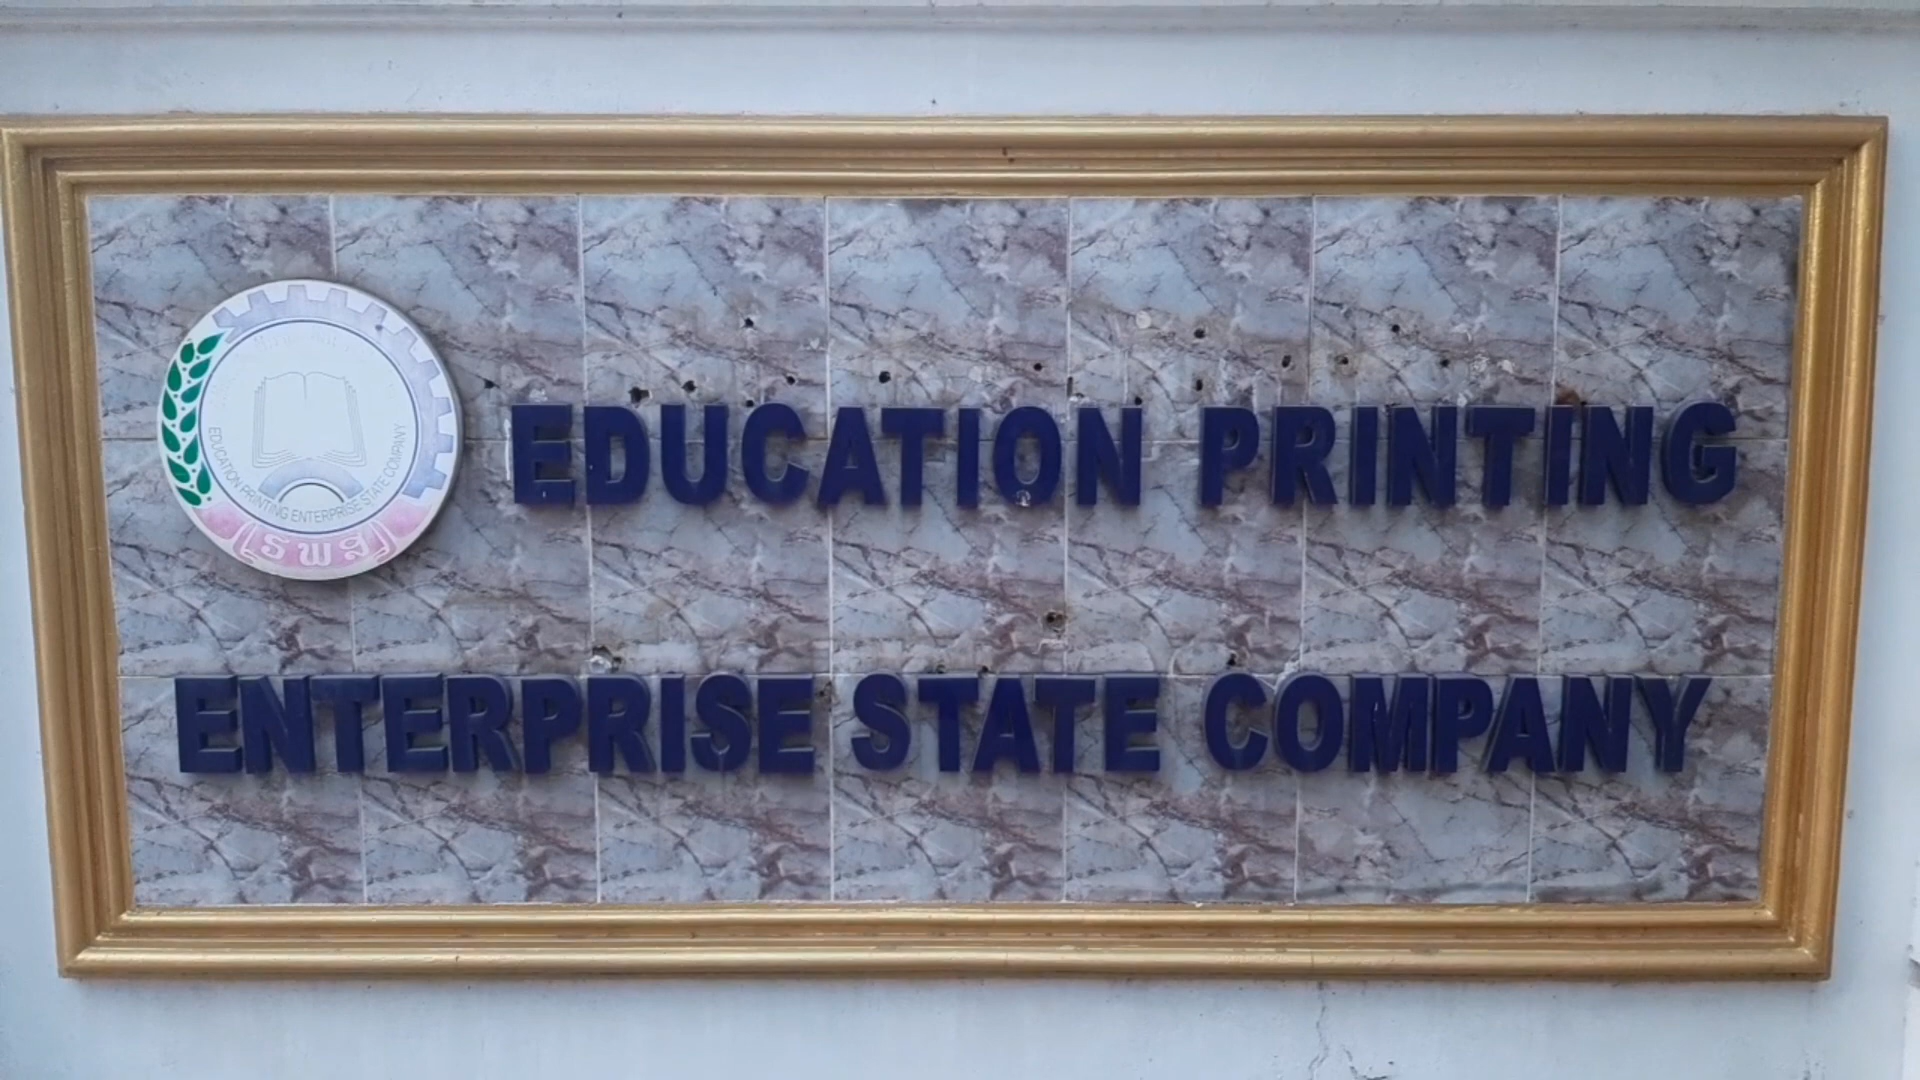 EDUCATION PRINTING
ENTERPRISE STATE COMPANY
EDUCATION PRINTING ENTERPRISE STATE COMPANY